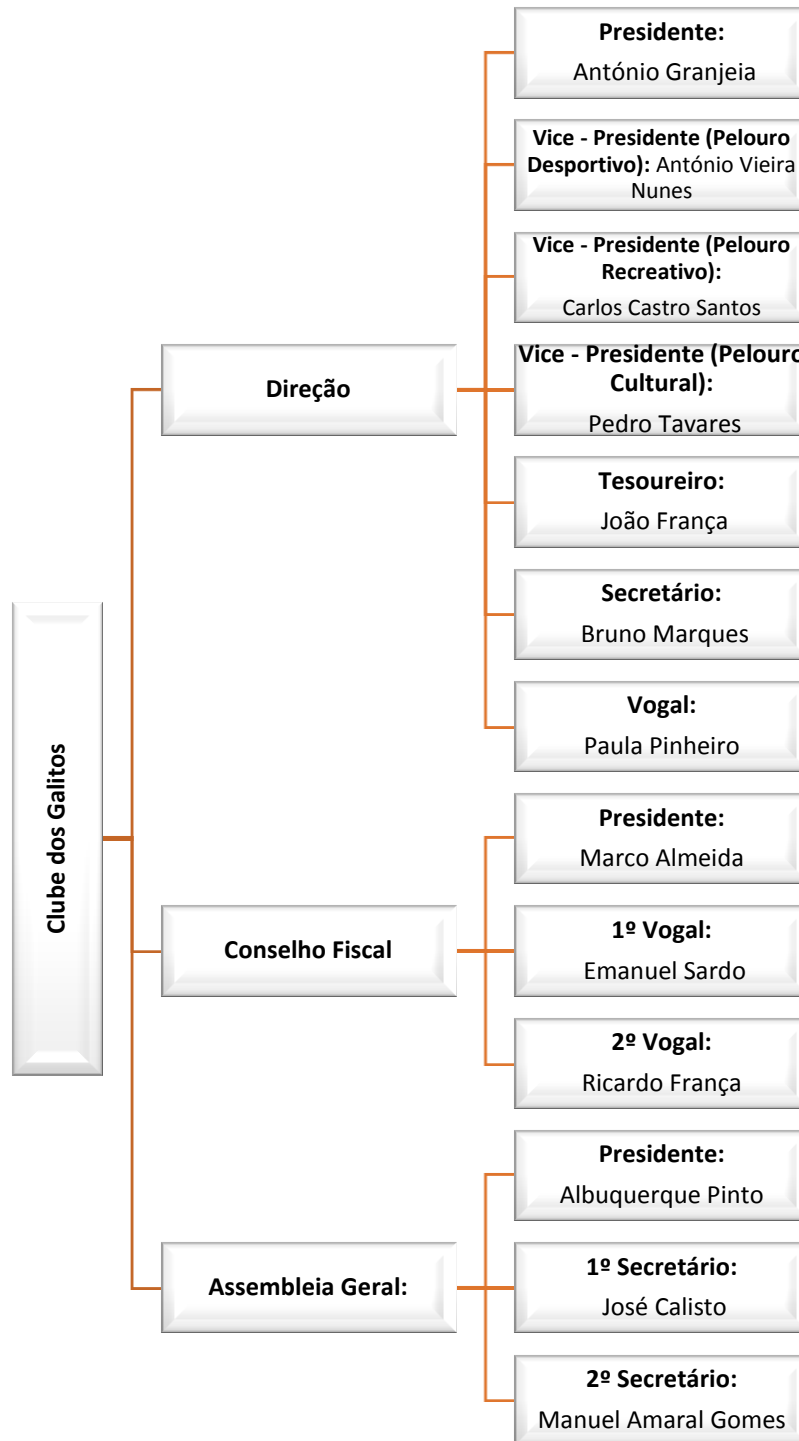 Clube dos Galitos
Direção
Presidente:
António Granjeia
Vice - Presidente (Pelouro
Desportivo): António Vieira
Nunes
Vice - Presidente (Pelouro
Recreativo):
Carlos Castro Santos
Vice - Presidente (Pelouro
Cultural):
Pedro Tavares
Tesoureiro:
João França
Secretário:
Bruno Marques
Vogal:
Paula Pinheiro
Conselho Fiscal
Presidente:
Marco Almeida
1º Vogal:
Emanuel Sardo
2º Vogal:
Ricardo França
Assembleia Geral:
Presidente:
Albuquerque Pinto
1º Secretário:
José Calisto
2º Secretário:
Manuel Amaral Gomes